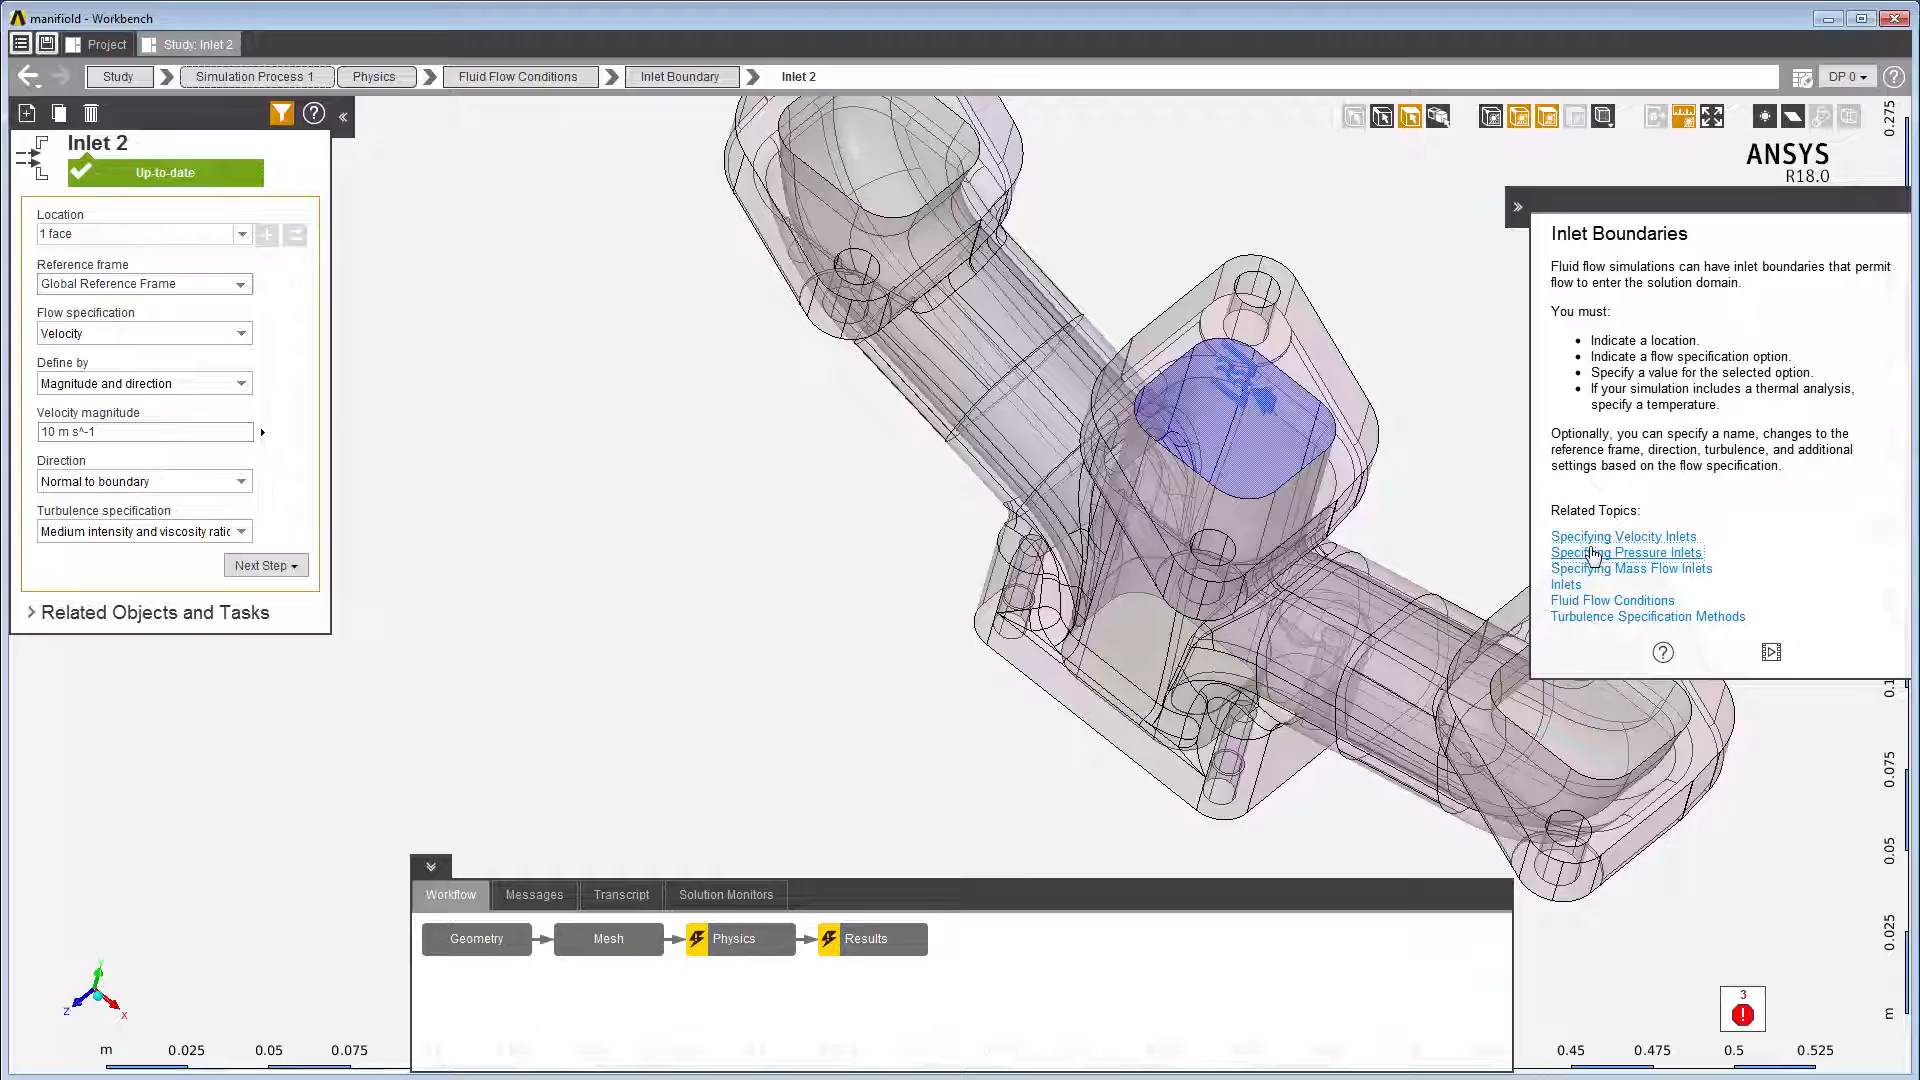 manifiold - Workbench
Project
Study: Inlet 2
Study
Simulation Process 1
Physics
Fluid Flow Conditions
Inlet Boundary
Inlet 2
DP 0
Inlet 2
Up-to-date
Location
1 face
Reference frame
Global Reference Frame
Flow specification
Velocity
Define by
Magnitude and direction
Velocity magnitude
10 m s^-1
Direction
Normal to boundary
Turbulence specification
Medium intensity and viscosity ratic
Next Step
Related Objects and Tasks
ANSYS
R18.0
Inlet Boundaries
Fluid flow simulations can have inlet boundaries that permit
flow to enter the solution domain.
You must:
• Indicate a location.
• Indicate a flow specification option.
• Specify a value for the selected option.
• If your simulation includes a thermal analysis,
specify a temperature.
Optionally, you can specify a name, changes to the
reference frame, direction, turbulence, and additional
settings based on the flow specification.
Related Topics:
Specifying Velocity Inlets
Specifying Pressure Inlets
Specifying Mass Flow Inlets
Inlets
Fluid Flow Conditions
Turbulence Specification Methods
0.275
0.075
0.05
0.025
m
Workflow
Messages
Transcript
Solution Monitors
Geometry
Mesh
Physics
Results
Y
Z
X
3
m
0.025
0.05
0.075
0.45
0.475
0.5
0.525